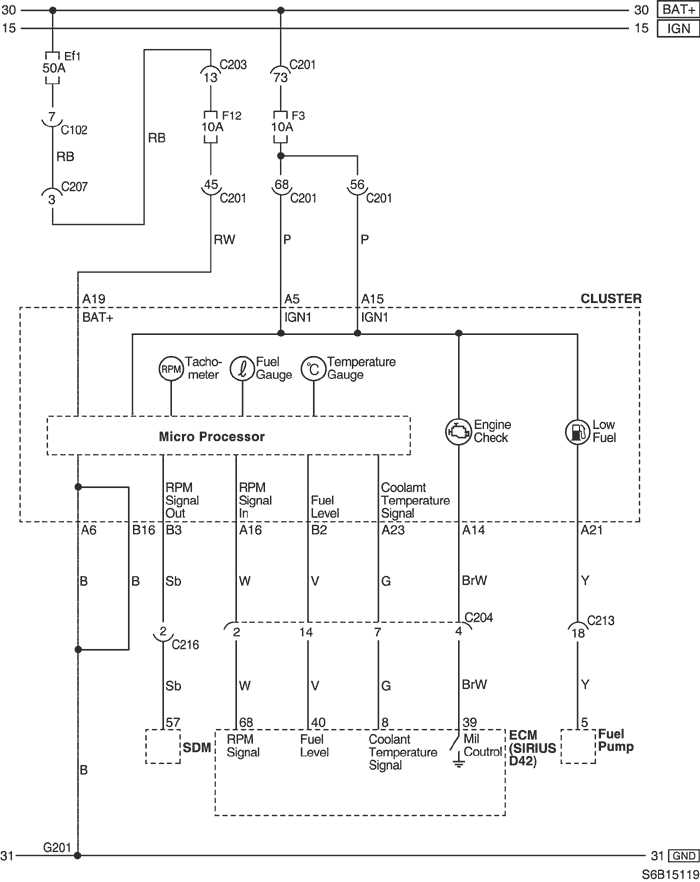 30
30
BAT+
15
15
IGN
Ef1
50A
7
C102
RB
C207
3
RB
C203
13
F12
10A
45
C201
RW
C201
73
F3
10A
68
C201
56
C201
P
P
A19
A5
A15
CLUSTER
BAT+
IGN1
IGN1
RPM
Tacho-
meter
ℓ
Fuel
Gauge
°C
Temperature
Gauge
Micro Processor
Engine
Check
Low
Fuel
RPM
Signal
Out
RPM
Signal
In
Fuel
Level
Coolamt
Temperature
Signal
A6
B16
B3
A16
B2
A23
A14
A21
B
B
Sb
W
V
G
BrW
Y
2
C216
2
14
7
4
C204
18
C213
Sb
W
V
G
BrW
Y
57
68
40
8
39
5
SDM
RPM
Signal
Fuel
Level
Coolant
Temperature
Signal
Mil
Coutrol
ECM
(SIRIUS
D42)
Fuel
Pump
B
31
G201
31
GND
S6B15119